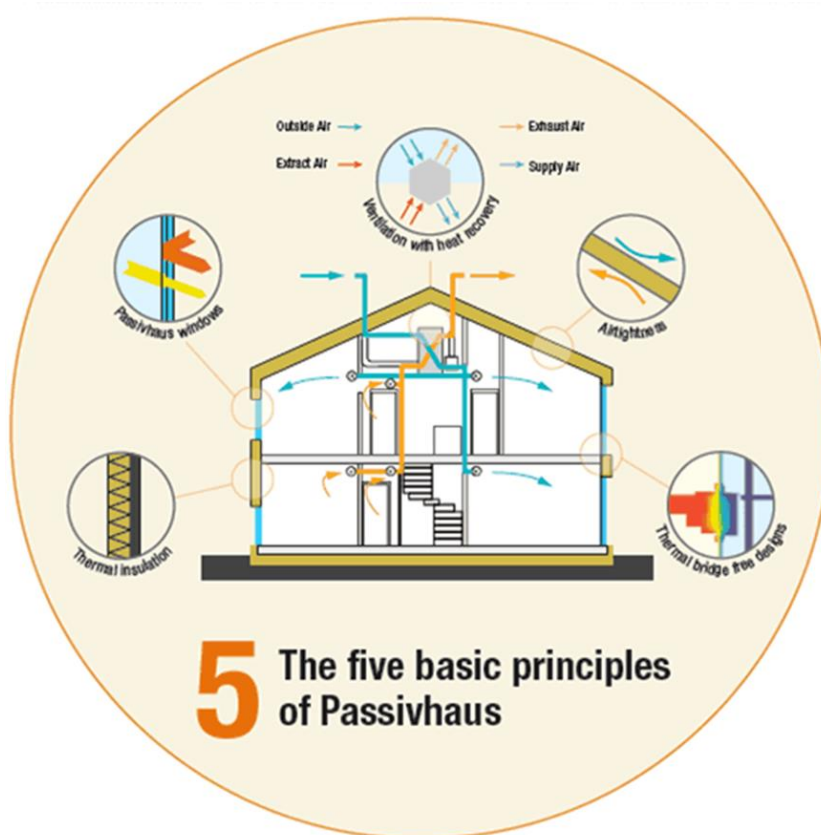 Outside Air
Exhaust Air
Extract Air
Supply Air
Ventilation with heat recovery
Passivhaus windows
Airtightness
Thermal insulation
Thermal bridge free designs
5
The five basic principles
of Passivhaus